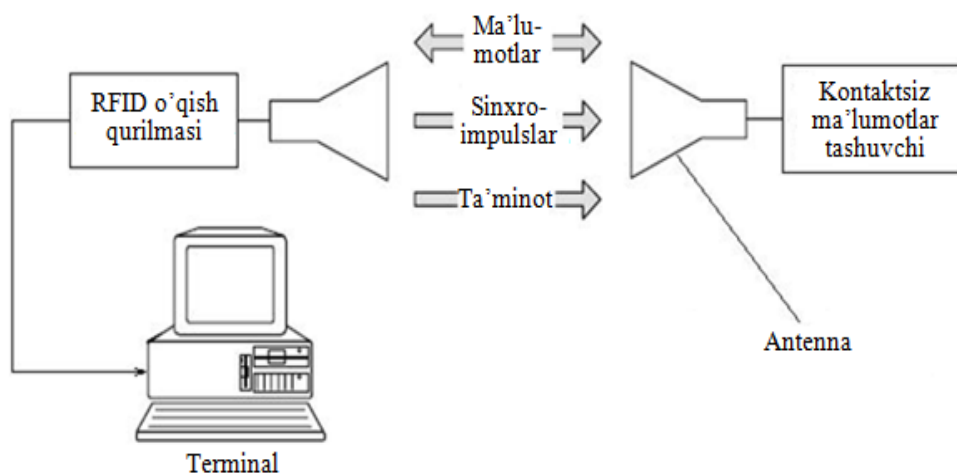 Ma’lu-
motlar
RFID o’qish
qurilmasi
Sinxro-
impulslar
Kontaktsiz
ma’lumotlar
tashuvchi
Ta’minot
Antenna
Terminal